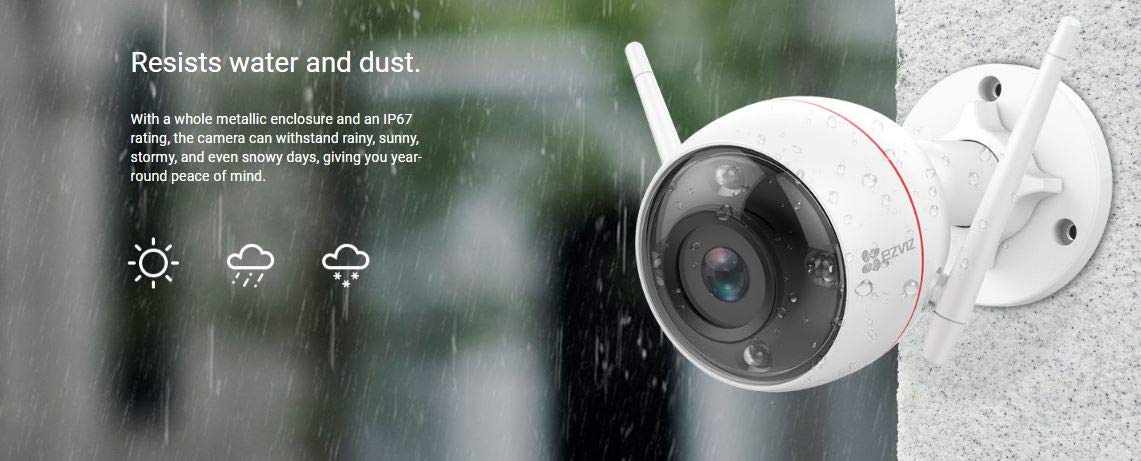 Resists water and dust.
With a whole metallic enclosure and an IP67
rating, the camera can withstand rainy, sunny,
stormy, and even snowy days, giving you year-
round peace of mind.
EZVIZ